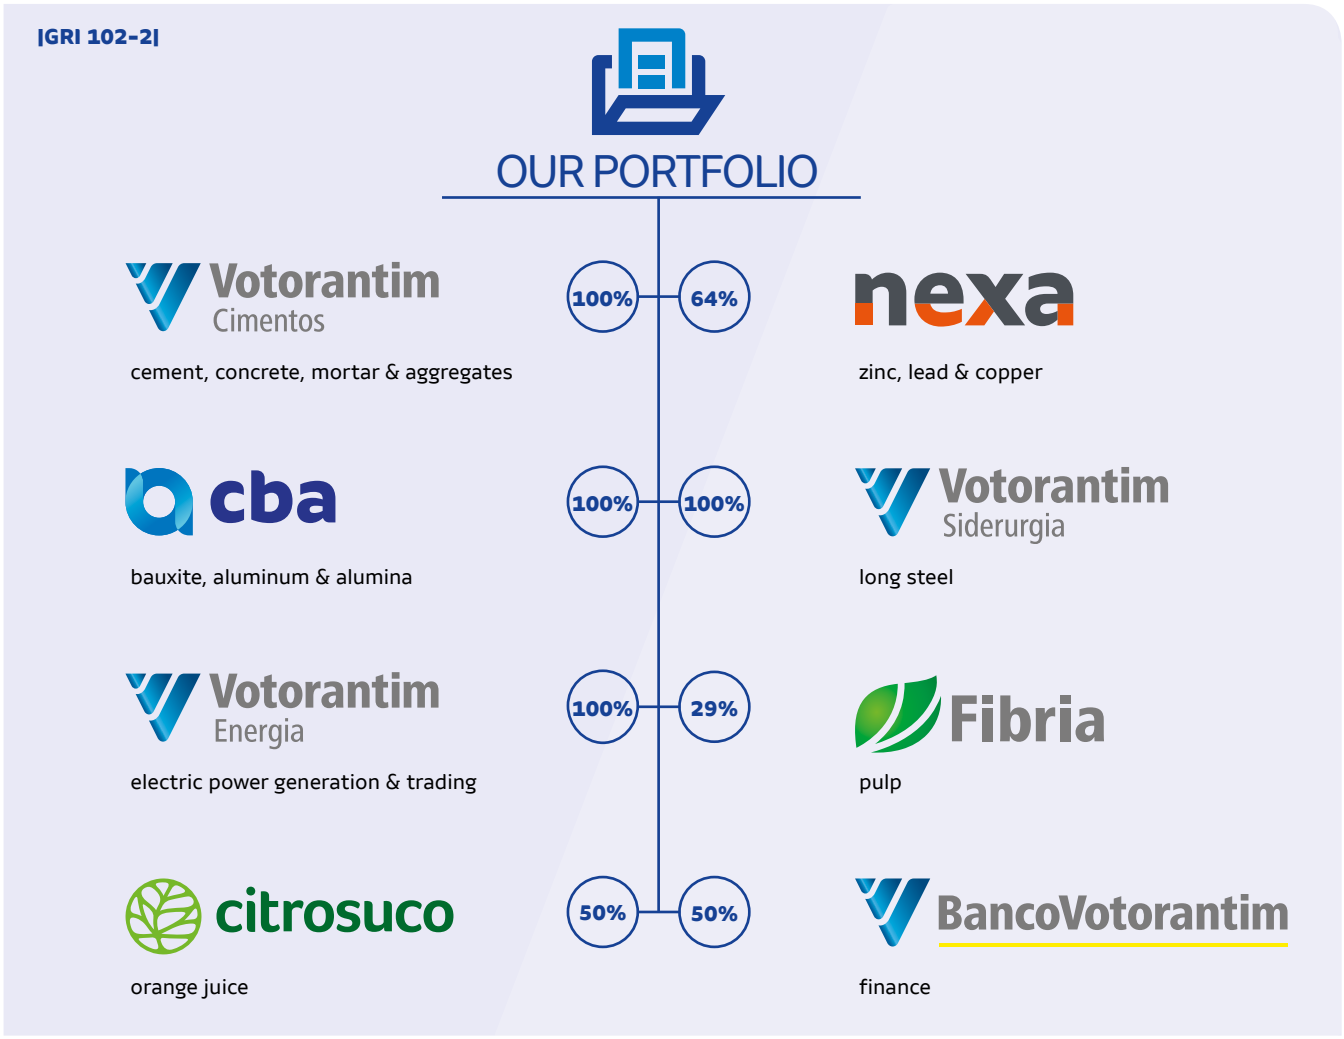 |GRI 102-2|
OUR PORTFOLIO
Votorantim
Cimentos
100%
64%
nexa
cement, concrete, mortar & aggregates
zinc, lead & copper
cba
100%
100%
Votorantim
Siderurgia
bauxite, aluminum & alumina
long steel
Votorantim
Energia
100%
29%
Fibria
electric power generation & trading
pulp
citrosuco
50%
50%
BancoVotorantim
orange juice
finance